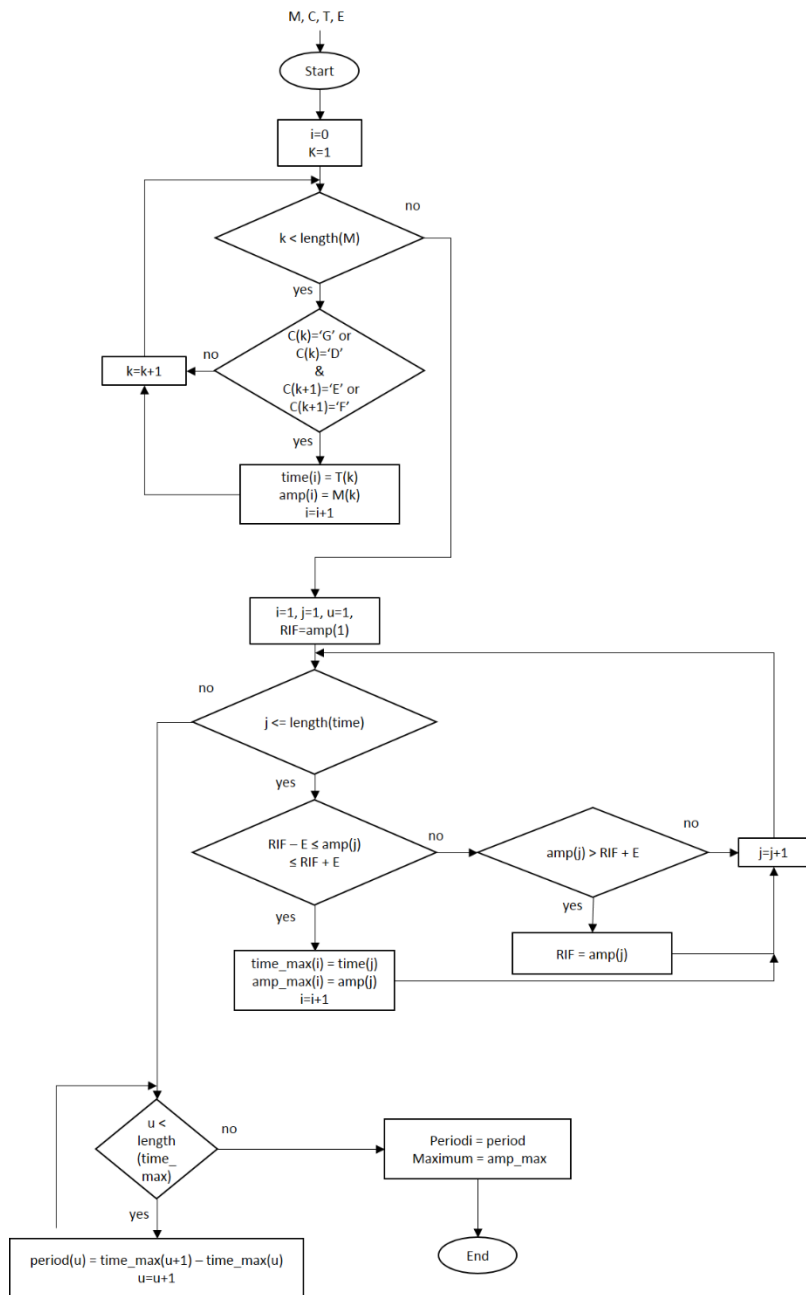 M, C, T, E
Start
i=0
K=1
no
k < length(M)
yes
C(k)='G' or
C(k)='D'
&
C(k+1)='E' or
C(k+1)='F'
no
k=k+1
yes
time(i) = T(k)
amp(i) = M(k)
i=i+1
i=1, j=1, u=1,
RIF=amp(1)
no
j <= length(time)
yes
RIF – E ≤ amp(j)
≤ RIF + E
no
amp(j) > RIF + E
no
j=j+1
yes
yes
RIF = amp(j)
time_max(i) = time(j)
amp_max(i) = amp(j)
i=i+1
u <
length
(time_
max)
no
Periodi = period
Maximum = amp_max
yes
period(u) = time_max(u+1) – time_max(u)
u=u+1
End